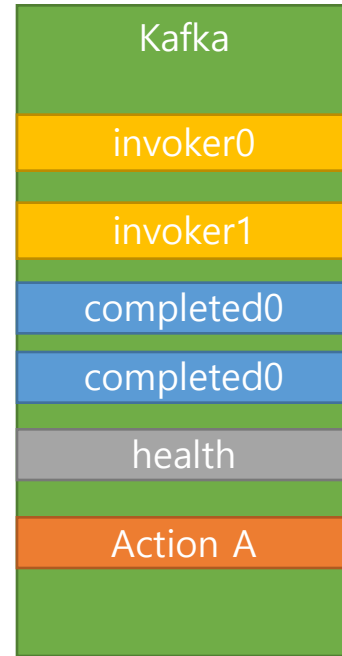 Kafka
invoker0
invoker1
completed0
completed0
health
Action A